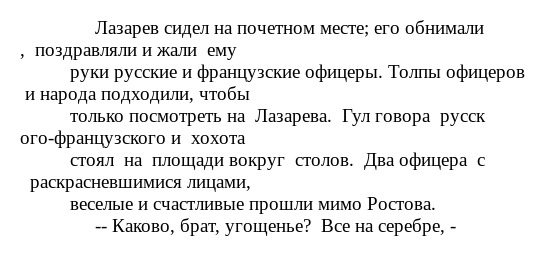 Лазарев сидел на почетном месте; его обнимали
, поздравляли и жали ему
руки русские и французские офицеры. Толпы офицеров
и народа подходили, чтобы
только посмотреть на Лазарева. Гул говора русск
ого-французского и хохота
стоял на площади вокруг столов. Два офицера с
раскрасневшимися лицами,
веселые и счастливые прошли мимо Ростова.
-- Каково, брат, угощенье? Все на серебре, -